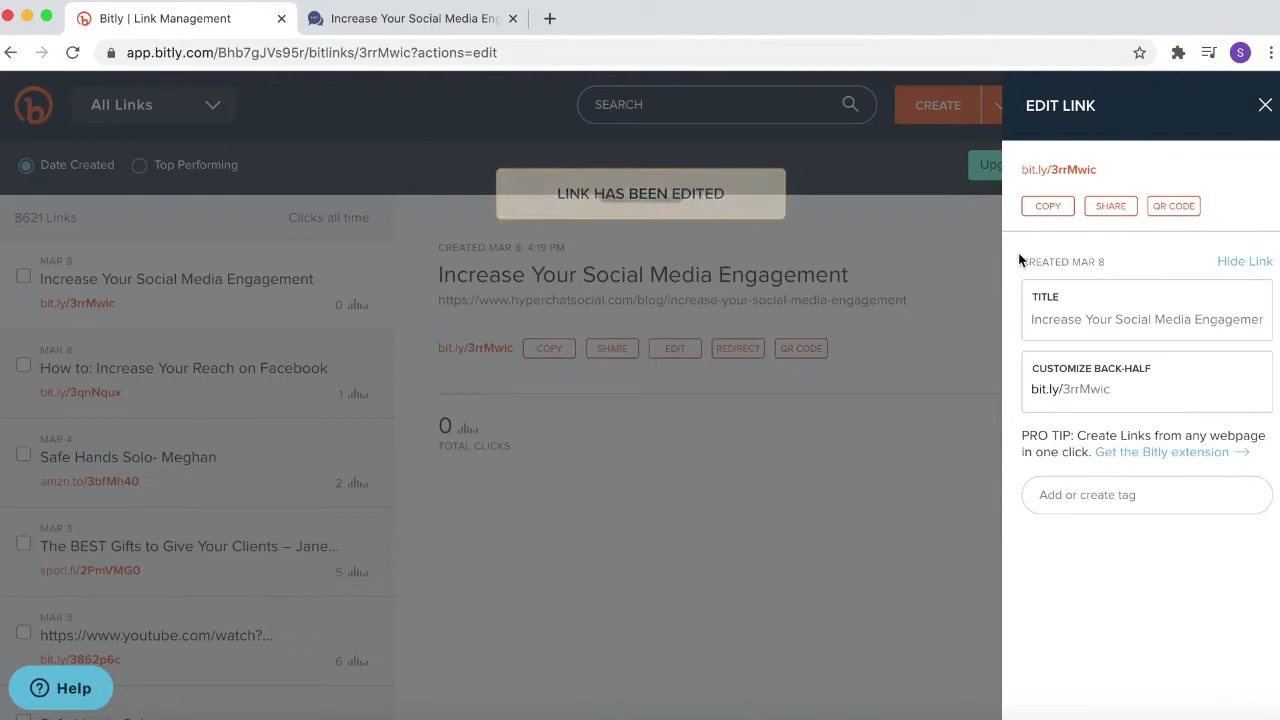 Bitly | Link Management
Increase Your Social Media Eng
app.bitly.com/Bhb7gJVs95r/bitlinks/3rrMwic?actions=edit
S
All Links
SEARCH
CREATE
EDIT LINK
Date Created
Top Performing
Upg
LINK HAS BEEN EDITED
bit.ly/3rrMwic
COPY
SHARE
QR CODE
8621 Links
Clicks all time
CREATED MAR 8
Hide Link
TITLE
Increase Your Social Media Engagemer
CUSTOMIZE BACK-HALF
bit.ly/3rrMwic
PRO TIP: Create Links from any webpage
in one click. Get the Bitly extension →
Add or create tag
MAR 8
Increase Your Social Media Engagement
bit.ly/3rrMwic
0
MAR 8
How to: Increase Your Reach on Facebook
bit.ly/3qnNqux
1
MAR 4
Safe Hands Solo- Meghan
amzn.to/3bfMh40
2
MAR 3
The BEST Gifts to Give Your Clients – Jane...
spoti.fi/2PmVMG0
5
MAR 3
https://www.youtube.com/watch?...
bit.ly/3862p6c
6
CREATED MAR 8, 4:19 PM
Increase Your Social Media Engagement
https://www.hyperchatsocial.com/blog/increase-your-social-media-engagement
bit.ly/3rrMwic
COPY
SHARE
EDIT
REDIRECT
QR CODE
0
TOTAL CLICKS
? Help